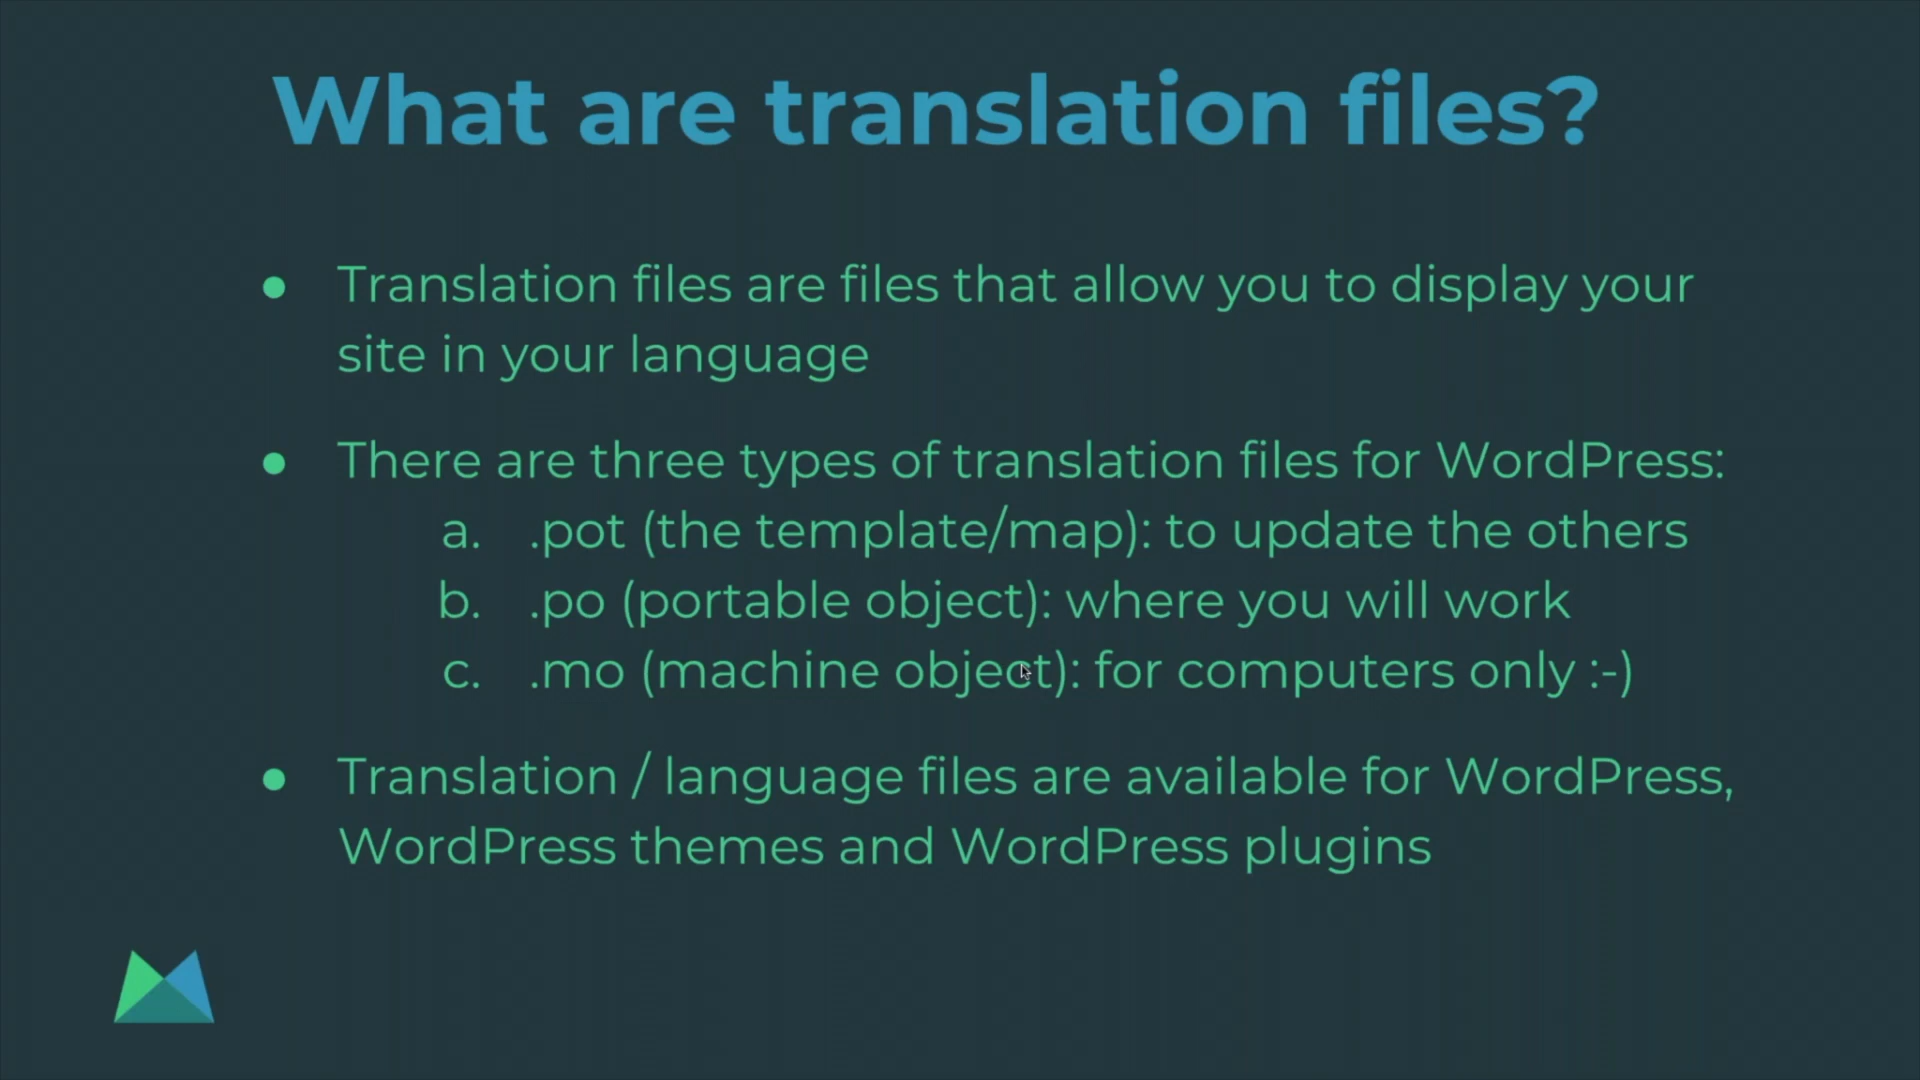 What are translation files?
● Translation files are files that allow you to display your
site in your language
● There are three types of translation files for WordPress:
a. .pot (the template/map): to update the others
b. .po (portable object): where you will work
c. .mo (machine object): for computers only :-)
● Translation / language files are available for WordPress,
WordPress themes and WordPress plugins